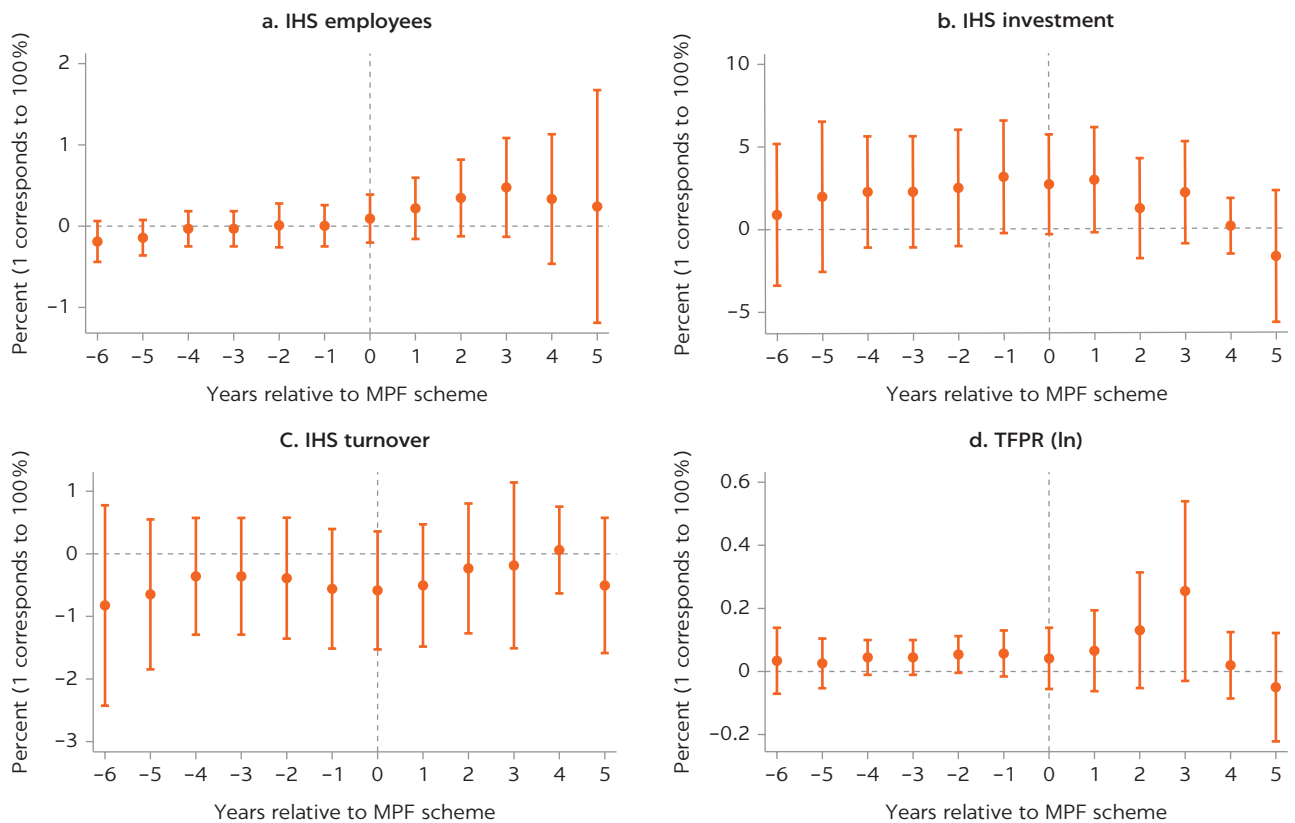 a. IHS employees
Percent (1 corresponds to 100%)
2
1
0
−1
−6 −5 −4 −3 −2 −1 0 1 2 3 4 5
Years relative to MPF scheme
b. IHS investment
Percent (1 corresponds to 100%)
10
5
0
−5
−6 −5 −4 −3 −2 −1 0 1 2 3 4 5
Years relative to MPF scheme
C. IHS turnover
Percent (1 corresponds to 100%)
1
0
−1
−2
−3
−6 −5 −4 −3 −2 −1 0 1 2 3 4 5
Years relative to MPF scheme
d. TFPR (ln)
Percent (1 corresponds to 100%)
0.6
0.4
0.2
0
−0.2
−6 −5 −4 −3 −2 −1 0 1 2 3 4 5
Years relative to MPF scheme